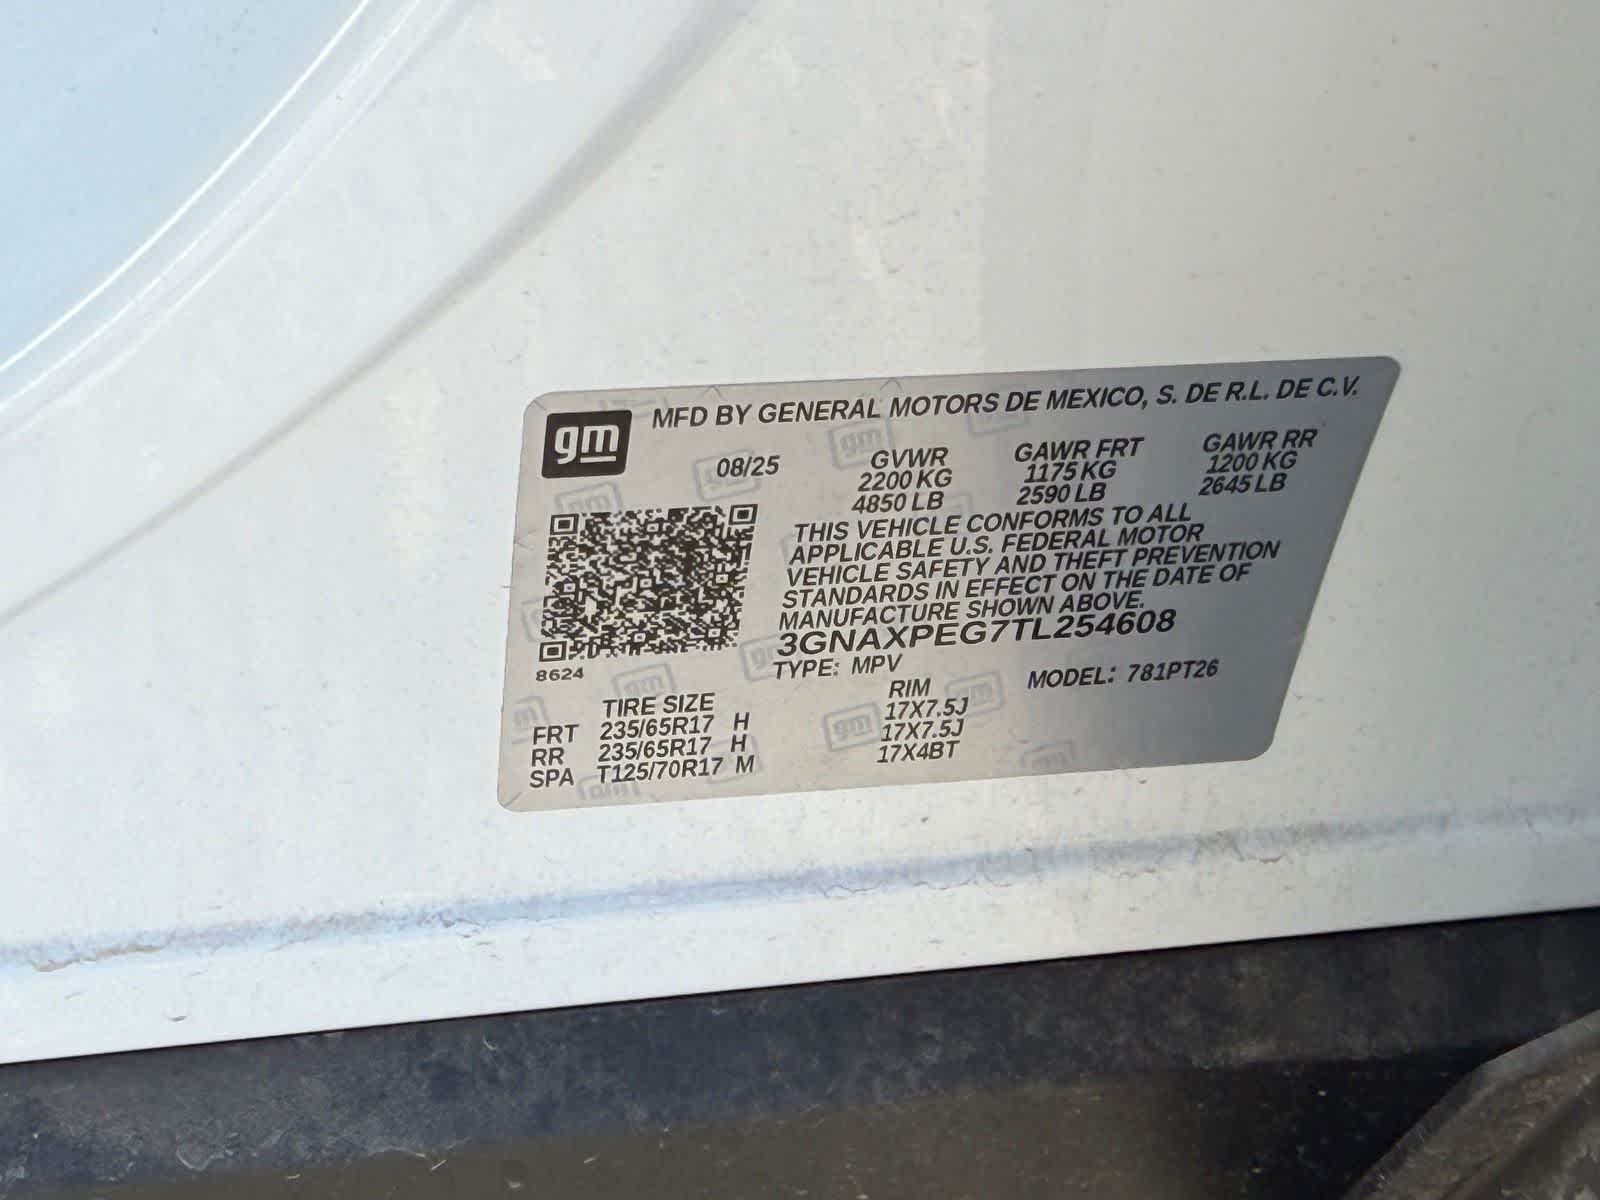 gm
MFD BY GENERAL MOTORS DE MEXICO, S. DE R.L. DE C.V.
08/25 GVWR GAWR FRT GAWR RR
2200 KG 1175 KG 1200 KG
4850 LB 2590 LB 2645 LB
THIS VEHICLE CONFORMS TO ALL
APPLICABLE U.S. FEDERAL MOTOR
VEHICLE SAFETY AND THEFT PREVENTION
STANDARDS IN EFFECT ON THE DATE OF
MANUFACTURE SHOWN ABOVE.
3GNAXPEG7TL254608
8624
TYPE: MPV MODEL: 781PT26
TIRE SIZE RIM
FRT 235/65R17 H 17X7.5J
RR 235/65R17 H 17X7.5J
SPA T125/70R17 M 17X4BT